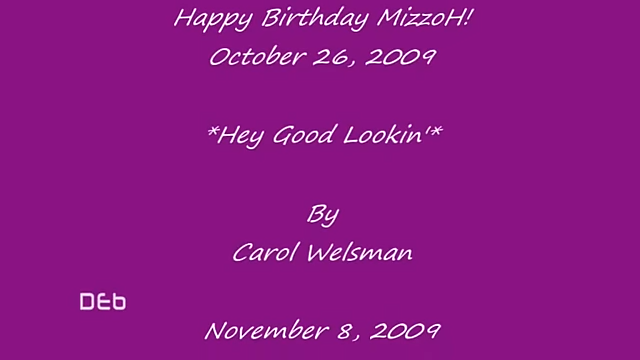 Happy Birthday MizzoH!
October 26, 2009
*Hey Good Lookin'*
By
Carol Welsman
DEb
November 8, 2009